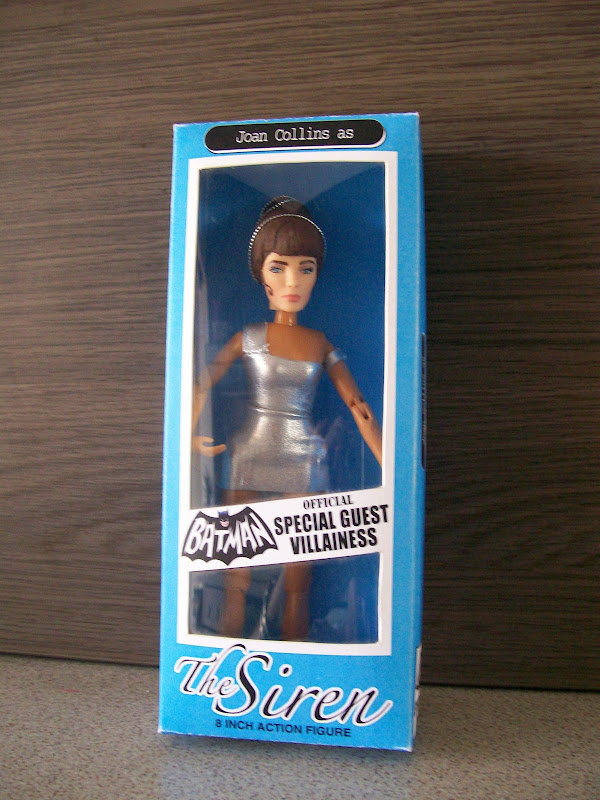 Joan Collins as
BATMAN
OFFICIAL
SPECIAL GUEST
VILLAINESS
The Siren
8 INCH ACTION FIGURE